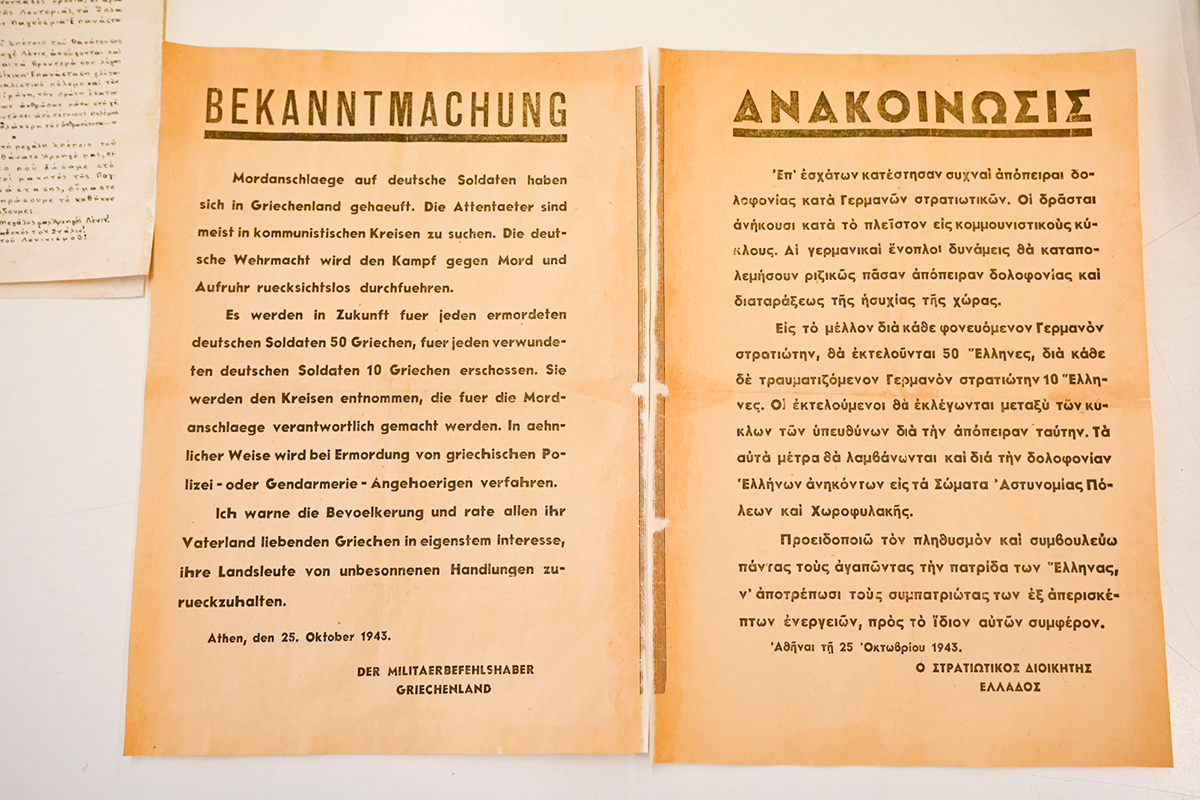 τῆς Λευτεριᾶς, τὰ ὅπλα
BEKANNTMACHUNG
Mordanschlaege auf deutsche Soldaten haben
sich in Griechenland gehaeuft. Die Attentaeter sind
meist in kommunistischen Kreisen zu suchen. Die deut-
sche Wehrmacht wird den Kampf gegen Mord und
Aufruhr ruecksichtslos durchfuehren.
Es werden in Zukunft fuer jeden ermordeten
deutschen Soldaten 50 Griechen, fuer jeden verwunde-
ten deutschen Soldaten 10 Griechen erschossen. Sie
werden den Kreisen entnommen, die fuer die Mord-
anschlaege verantwortlich gemacht werden. In aehn-
licher Weise wird bei Ermordung von griechischen Po-
lizei - oder Gendarmerie - Angehoerigen verfahren.
Ich warne die Bevoelkerung und rate allen ihr
Vaterland liebenden Griechen in eigenstem Interesse,
ihre Landsleute von unbesonnenen Handlungen zu-
rueckzuhalten.
Athen, den 25. Oktober 1943.
DER MILITAERBEFELSHABER
GRIECHENLAND
ΑΝΑΚΟΙΝΩΣΙΣ
Ἐπ' ἐσχάτων κατέστησαν συχναὶ ἀπόπειραι δο-
λοφονίας κατὰ Γερμανῶν στρατιωτικῶν. Οἱ δρᾶσται
ἀνήκουσι κατὰ τὸ πλεῖστον εἰς κομμουνιστικοὺς κύ-
κλους. Αἱ γερμανικαὶ ἔνοπλοι δυνάμεις θὰ καταπο-
λεμήσουν ριζικῶς πᾶσαν ἀπόπειραν δολοφονίας καὶ
διαταράξεως τῆς ἡσυχίας τῆς χώρας.
Εἰς τὸ μέλλον διὰ κάθε φονευόμενον Γερμανὸν
στρατιώτην, θὰ ἐκτελοῦνται 50 Ἕλληνες, διὰ κάθε
δὲ τραυματιζόμενον Γερμανὸν στρατιώτην 10 Ἕλλη-
νες. Οἱ ἐκτελούμενοι θὰ ἐκλέγωνται μεταξὺ τῶν κυ-
κλων τῶν ὑπευθύνων διὰ τὴν ἀπόπειραν ταύτην. Τὰ
αὐτὰ μέτρα θὰ λαμβάνωνται καὶ διά τὴν δολοφονίαν
Ἑλλήνων ἀνηκόντων εἰς τὰ Σώματα Ἀστυνομίας Πό-
λεων καὶ Χωροφυλακῆς.
Προειδοποιῶ τὸν πληθυσμὸν καὶ συμβουλεύω
πάντας τοὺς ἀγαπῶντας τὴν πατρίδα των Ἕλληνας,
ν' ἀποτρέπωσι τοὺς συμπατριώτας των ἐξ ἀπερισκέ-
πτων ἐνεργειῶν, πρὸς τὸ ἴδιον αὐτῶν συμφέρον.
Ἀθῆναι τῇ 25 Ὀκτωβρίου 1943.
Ο ΣΤΡΑΤΙΩΤΙΚΟΣ ΔΙΟΙΚΗΤΗΣ
ΕΛΛΑΔΟΣ